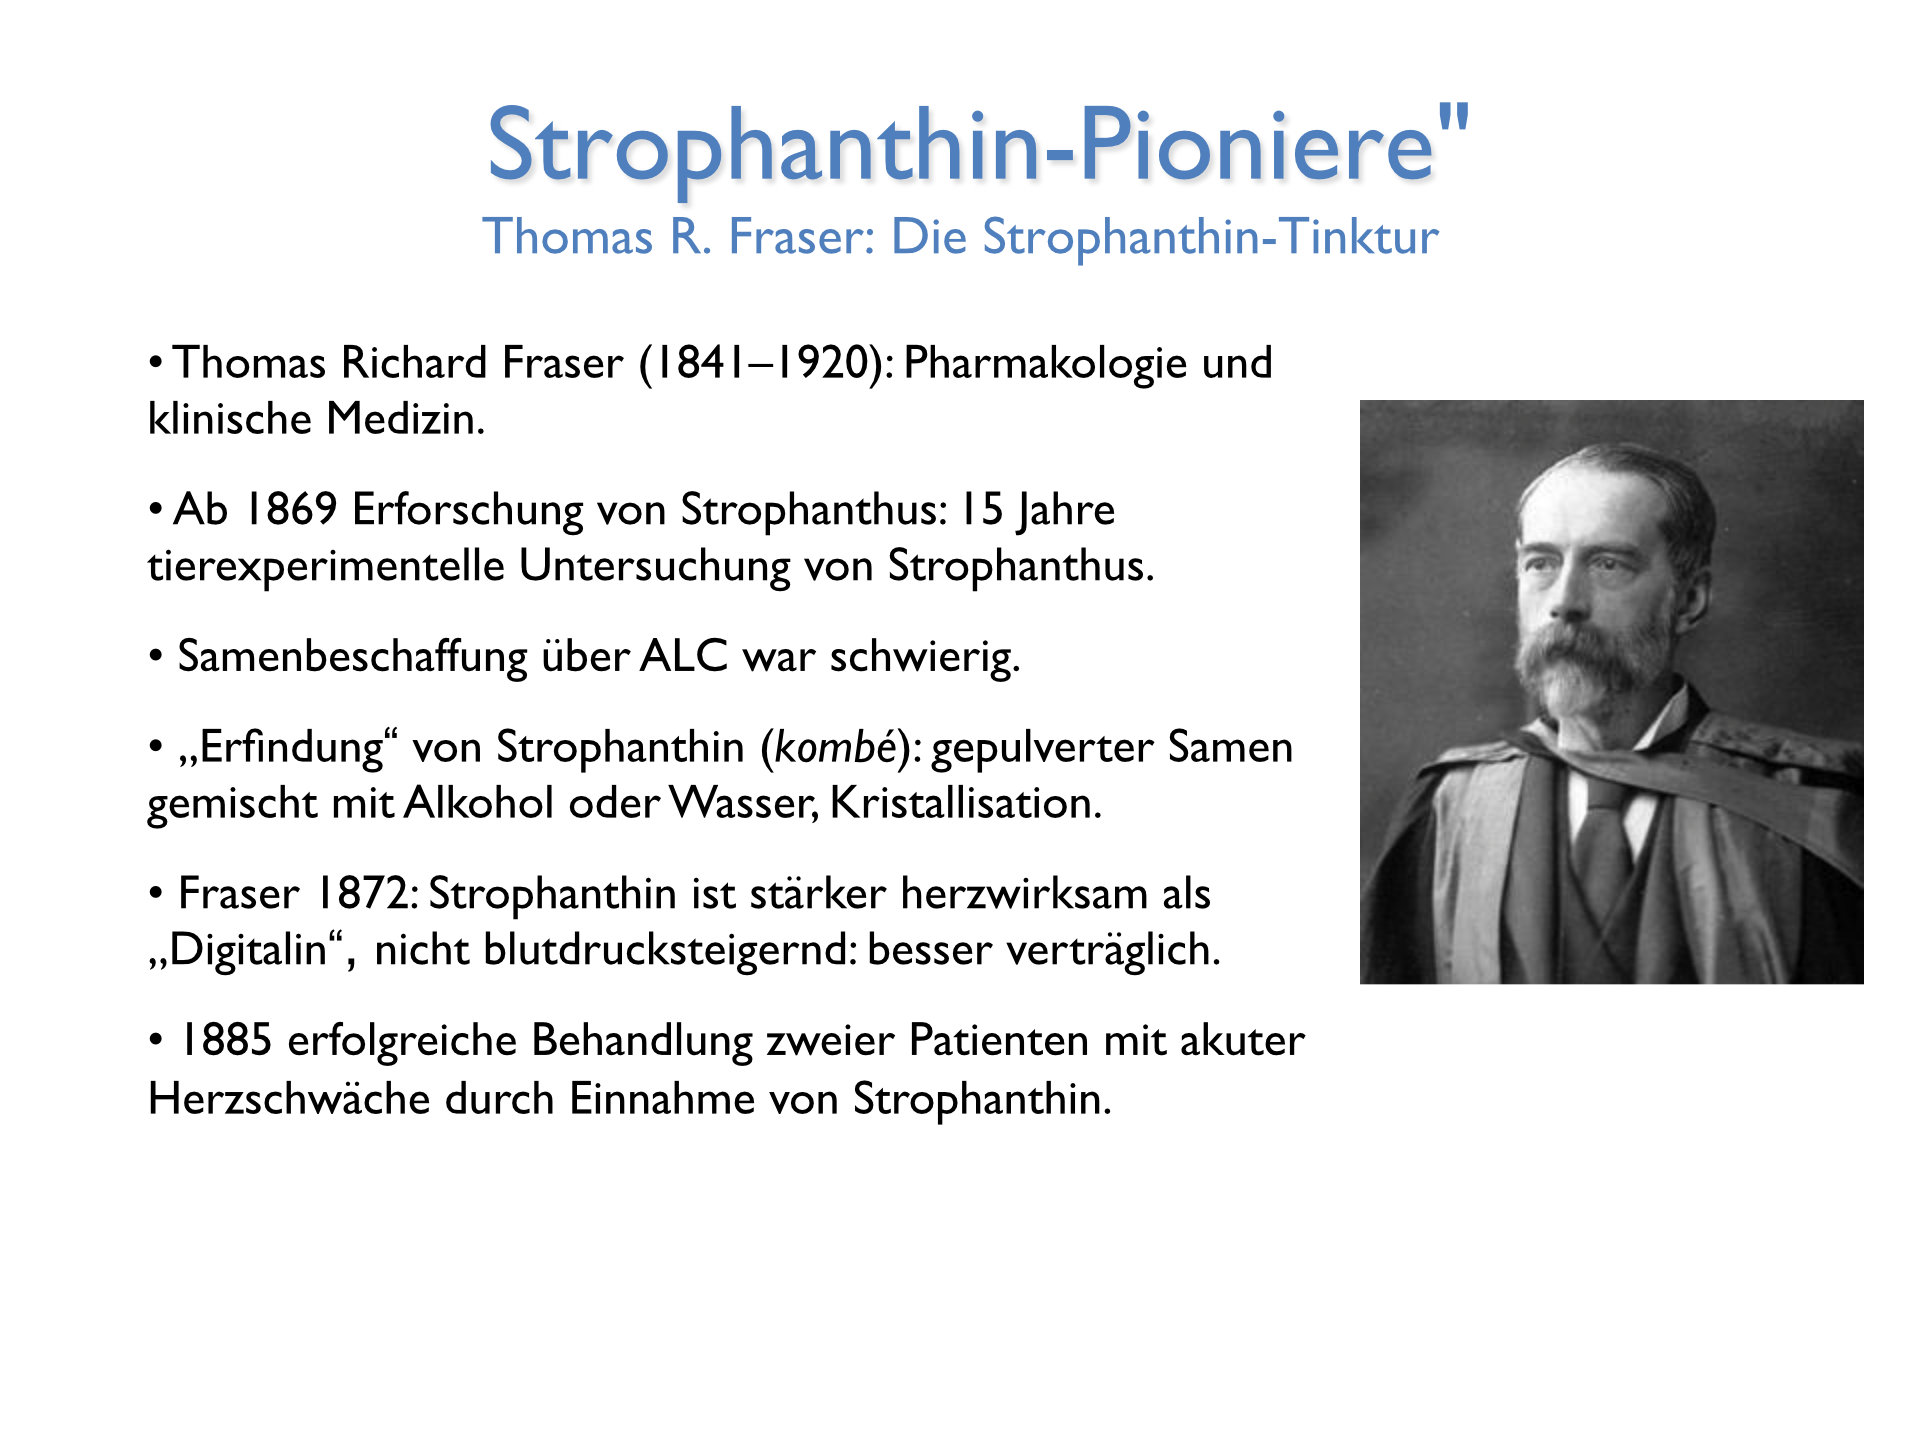 Strophanthin-Pioniere"
Thomas R. Fraser: Die Strophanthin-Tinktur
• Thomas Richard Fraser (1841–1920): Pharmakologie und
klinische Medizin.
• Ab 1869 Erforschung von Strophanthus: 15 Jahre
tierexperimentelle Untersuchung von Strophanthus.
• Samenbeschaffung über ALC war schwierig.
• „Erfindung“ von Strophanthin (kombé): gepulverter Samen
gemischt mit Alkohol oder Wasser, Kristallisation.
• Fraser 1872: Strophanthin ist stärker herzwirksam als
„Digitalin“, nicht blutdrucksteigernd: besser verträglich.
• 1885 erfolgreiche Behandlung zweier Patienten mit akuter
Herzschwäche durch Einnahme von Strophanthin.